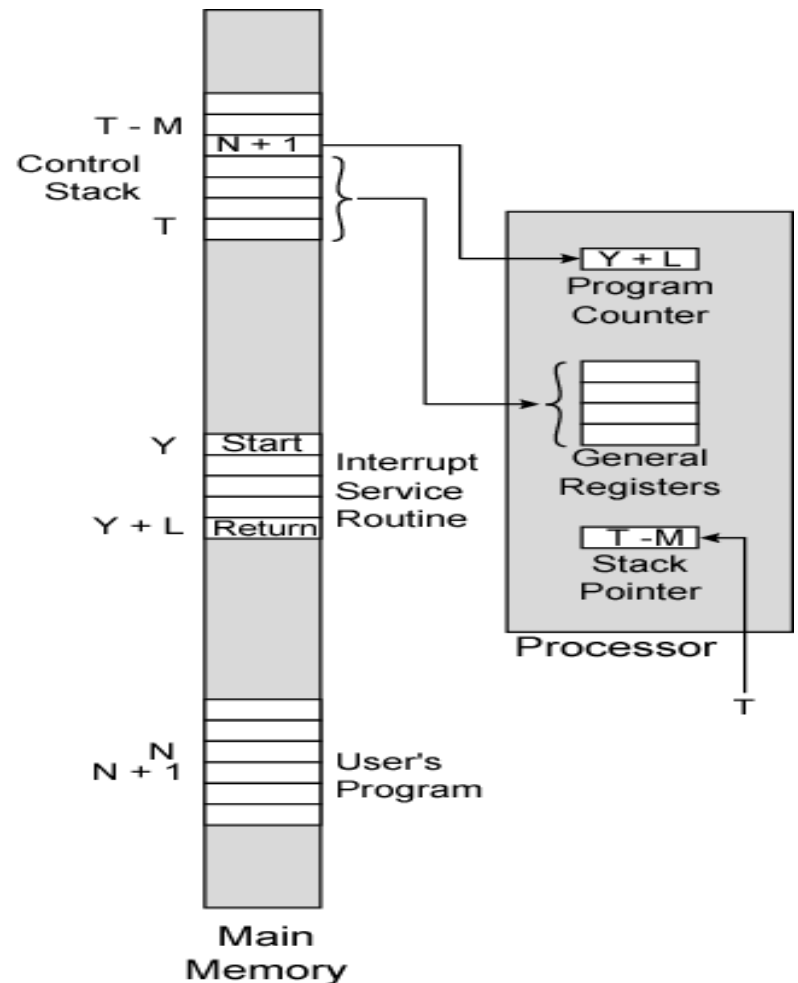 T - M
N + 1
Control
Stack
T
Y + L
Program
Counter
Y
Start
Interrupt
Service
Routine
Y + L
Return
General
Registers
T -M
Stack
Pointer
Processor
T
N
N + 1
User's
Program
Main
Memory